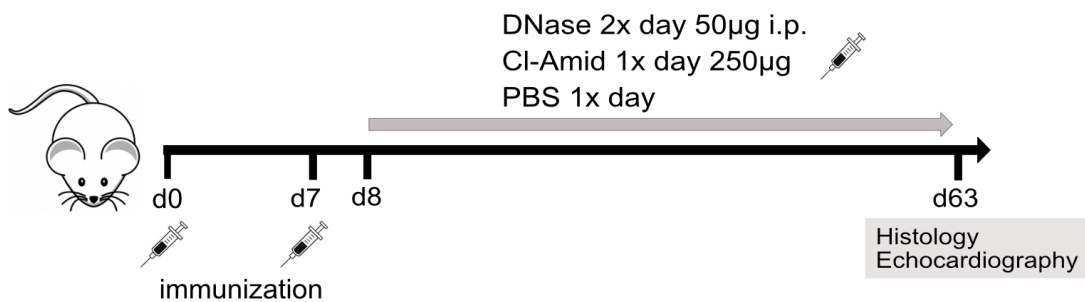 DNase 2x day 50µg i.p.
Cl-Amid 1x day 250µg
PBS 1x day
d0
d7
d8
d63
immunization
Histology
Echocardiography